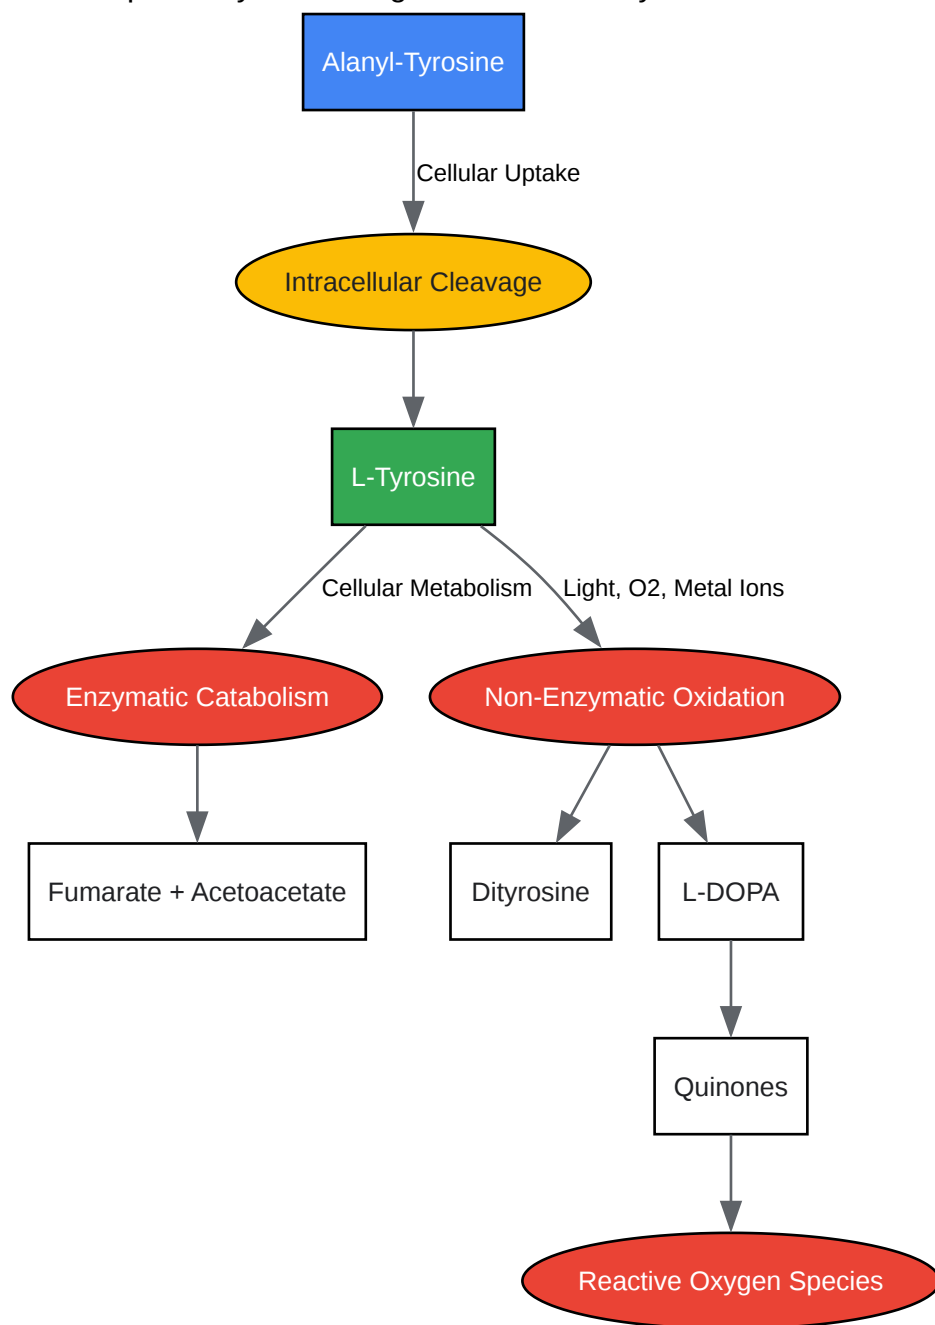 Alanyl-Tyrosine
Cellular Uptake
Intracellular Cleavage
L-Tyrosine
Cellular Metabolism
Light, O2, Metal Ions
Enzymatic Catabolism
Non-Enzymatic Oxidation
Fumarate + Acetoacetate
Dityrosine
L-DOPA
Quinones
Reactive Oxygen Species